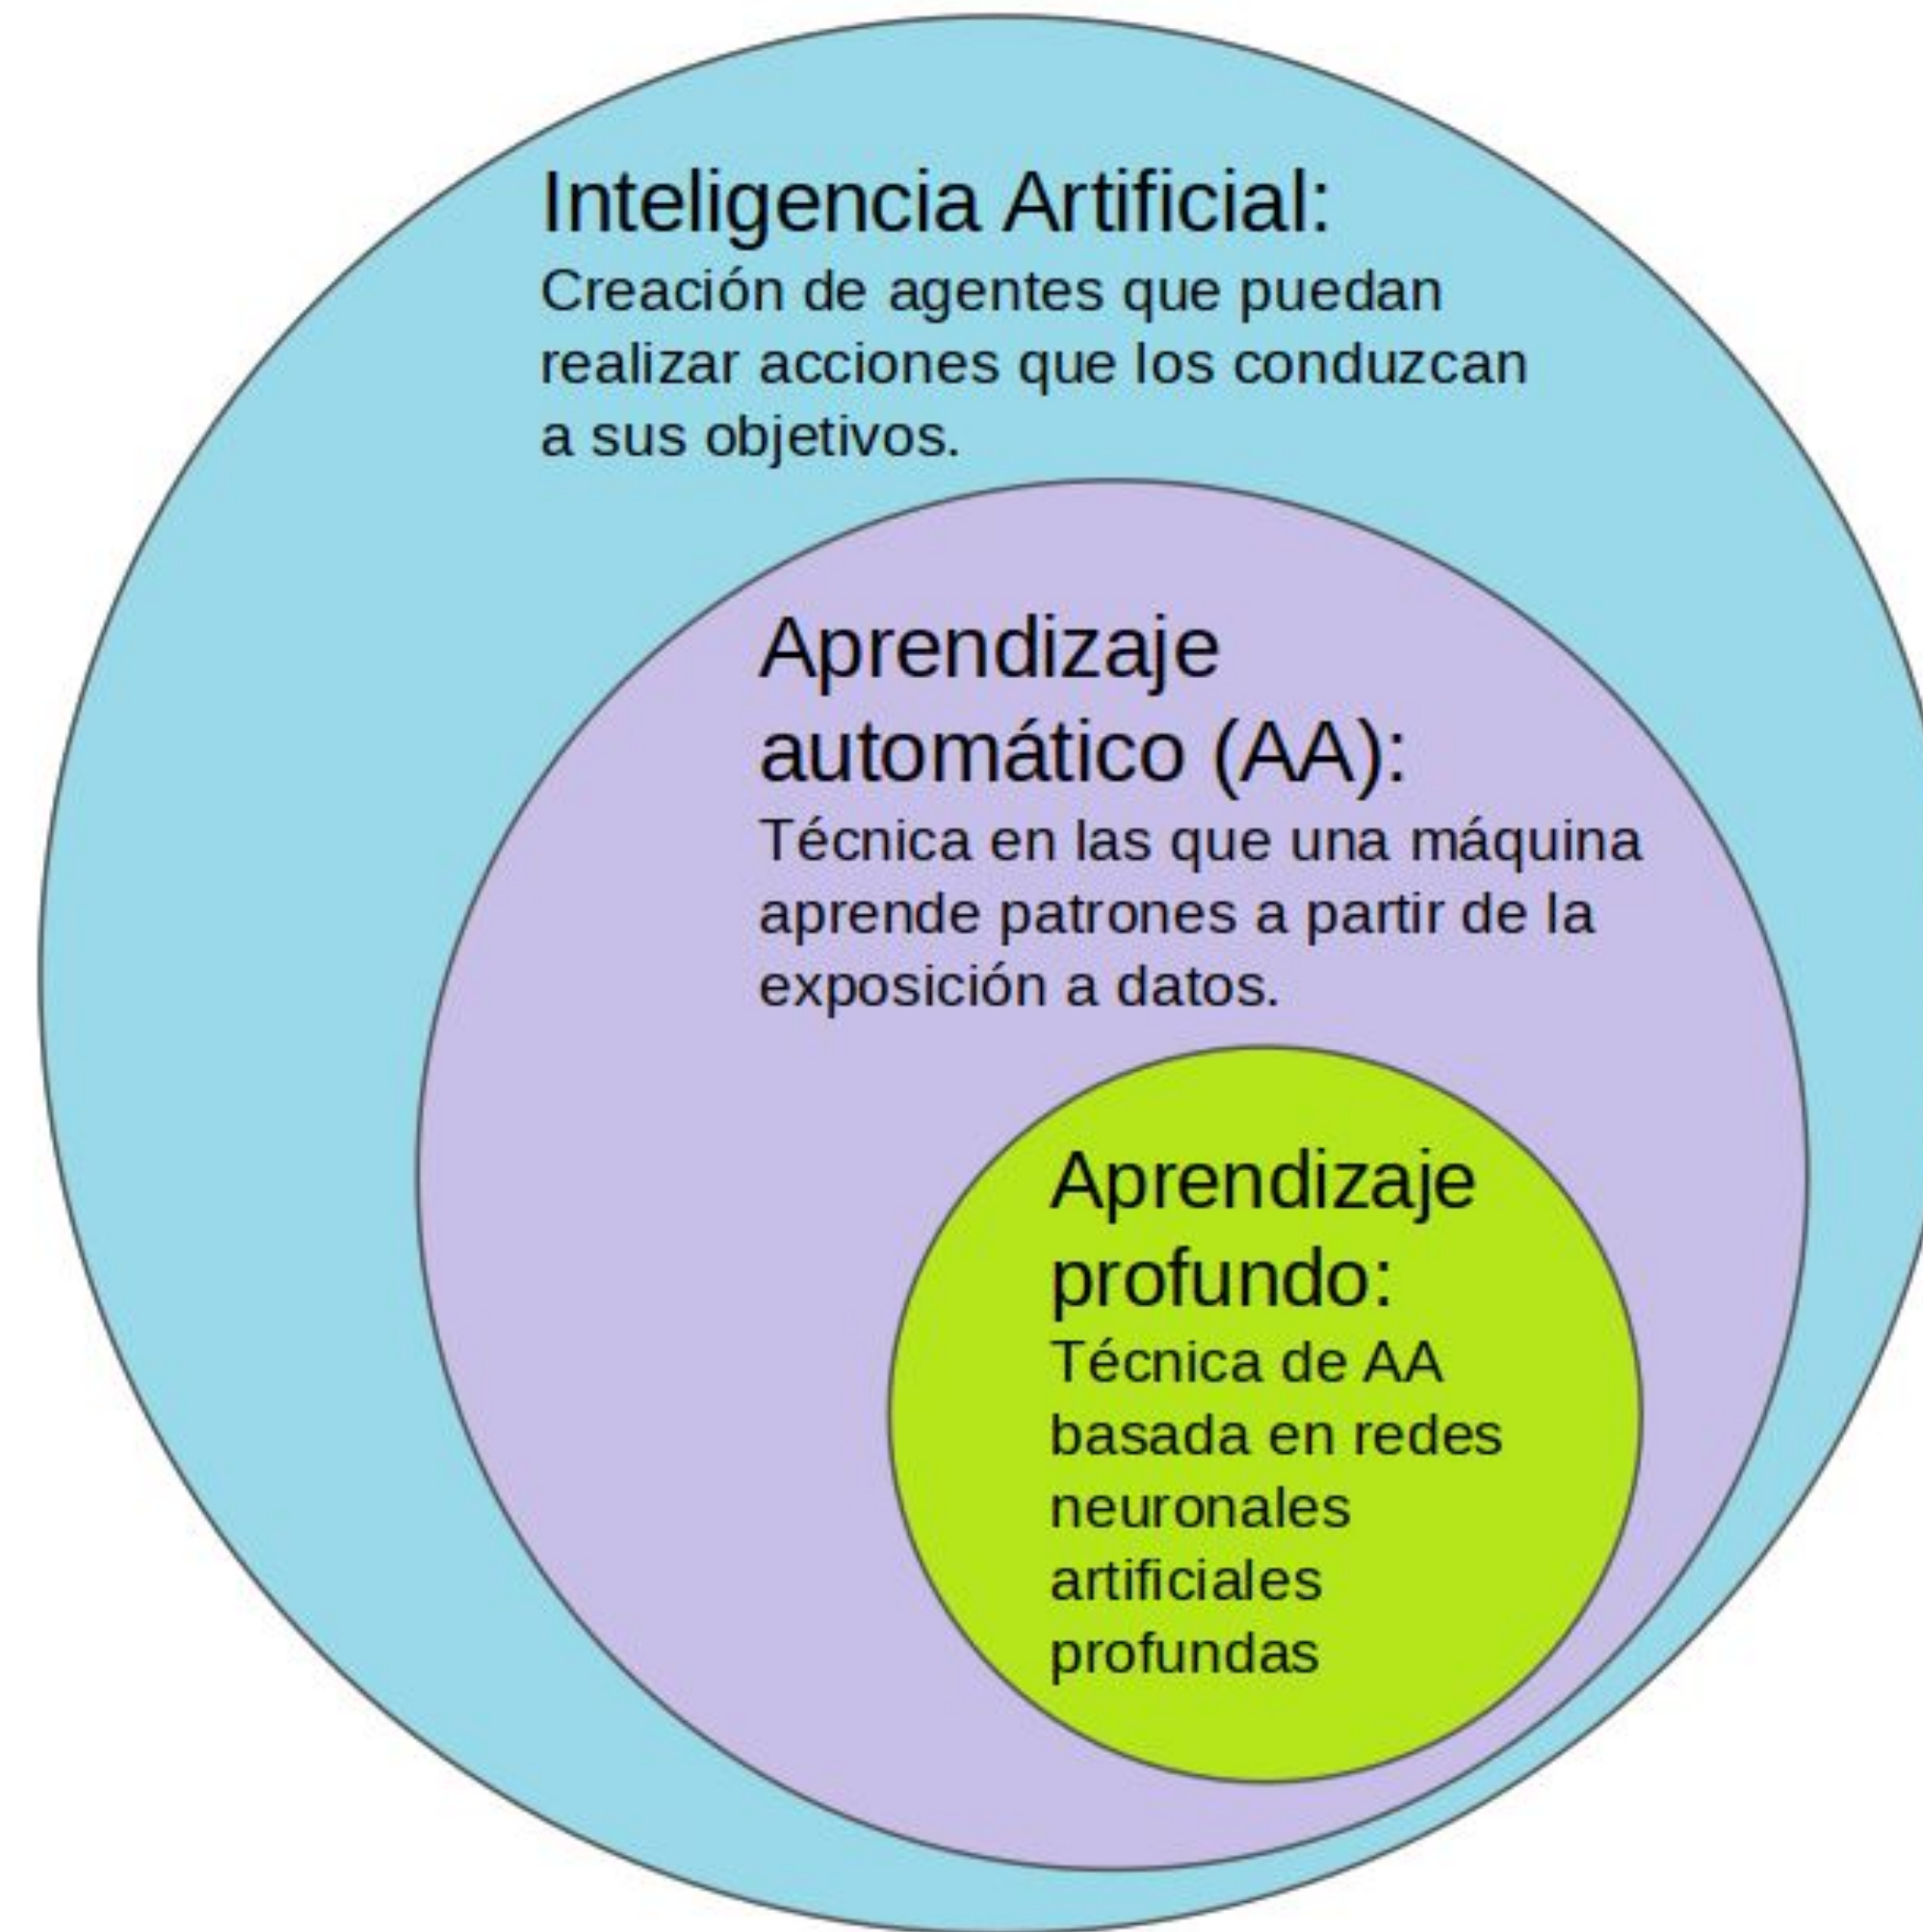 Inteligencia Artificial:
Creación de agentes que puedan
realizar acciones que los conduzcan
a sus objetivos.
Aprendizaje
automático (AA):
Técnica en las que una máquina
aprende patrones a partir de la
exposición a datos.
Aprendizaje
profundo:
Técnica de AA
basada en redes
neuronales
artificiales
profundas